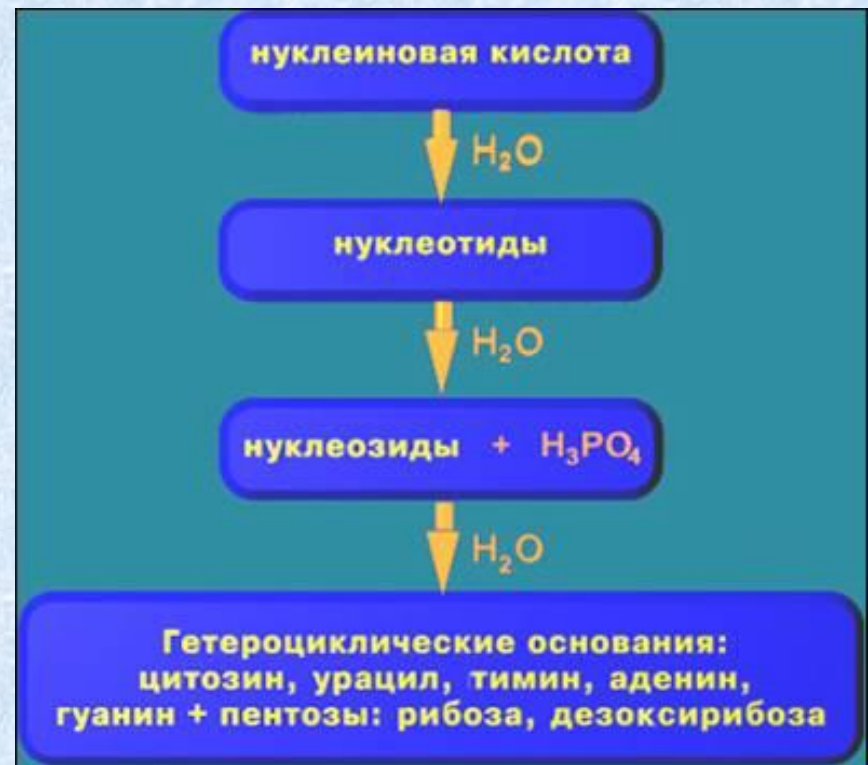 нуклеиновая кислота
H₂O
нуклеотиды
H₂O
нуклеозиды + H₃PO₄
H₂O
Гетероциклические основания:
цитозин, урацил, тимин, аденин,
гуанин + пентозы: рибоза, дезоксирибоза